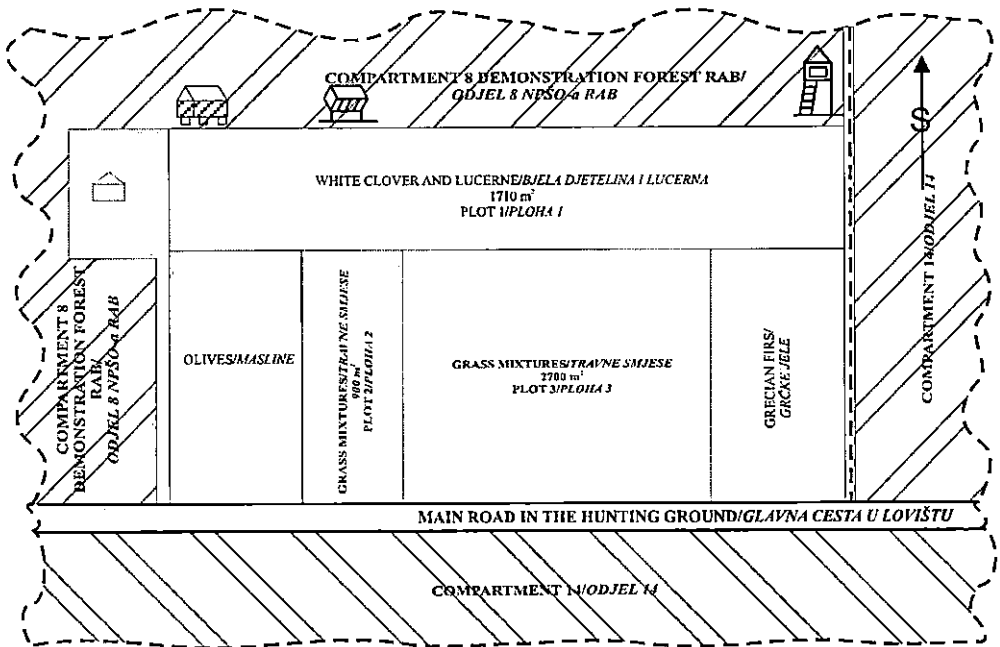 COMPARTMENT 8 DEMONSTRATION FOREST RAB/
ODJEL 8 NPŠO-a RAB
S
WHITE CLOVER AND LUCERNE/BJELA DJETELINA I LUCERNA
1710 m²
PLOT 1/PLOHA 1
COMPARTMENT 8
DEMONSTRATION FOREST
RAB/
ODJEL 8 NPŠO-a RAB
OLIVES/MASLINE
GRASS MIXTURES/TRAVNE SMJESE
900 m²
PLOT 2/PLOHA 2
GRASS MIXTURES/TRAVNE SMJESE
2700 m²
PLOT 3/PLOHA 3
GRECIAN FIRS/
GRČKE JELE
COMPARTMENT 14/ODJEL 14
MAIN ROAD IN THE HUNTING GROUND/GLAVNA CESTA U LOVIŠTU
COMPARTMENT 14/ODJEL 14